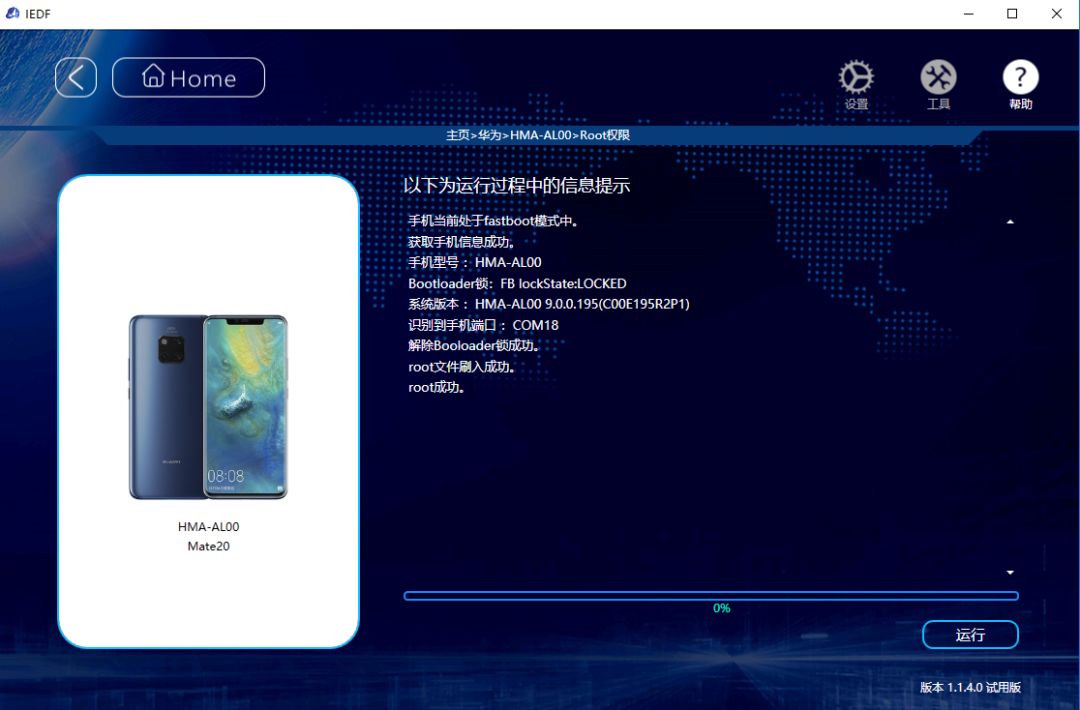 IEDF
Home
设置
工具
?
帮助
主页>华为>HMA-AL00>Root权限
以下为运行过程中的信息提示
手机当前处于fastboot模式中。
获取手机信息成功。
手机型号： HMA-AL00
Bootloader锁：FB lockState:LOCKED
系统版本： HMA-AL00 9.0.0.195(C00E195R2P1)
识别到手机端口： COM18
解除Booloader锁成功。
root文件刷入成功。
root成功。
HUAWEI
08:08
HMA-AL00
Mate20
0%
运行
版本 1.1.4.0 试用版